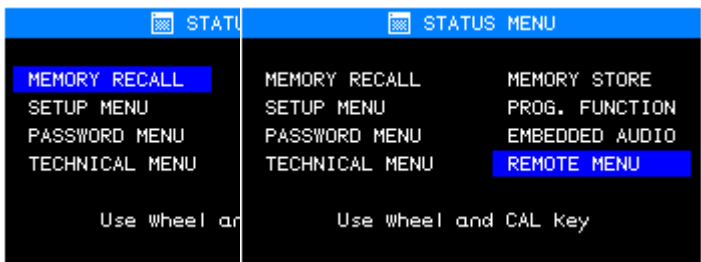 STATU
MEMORY RECALL
SETUP MENU
PASSWORD MENU
TECHNICAL MENU
Use Wheel an
STATUS MENU
MEMORY RECALL MEMORY STORE
SETUP MENU PROG. FUNCTION
PASSWORD MENU EMBEDDED AUDIO
TECHNICAL MENU REMOTE MENU
Use Wheel and CAL Key